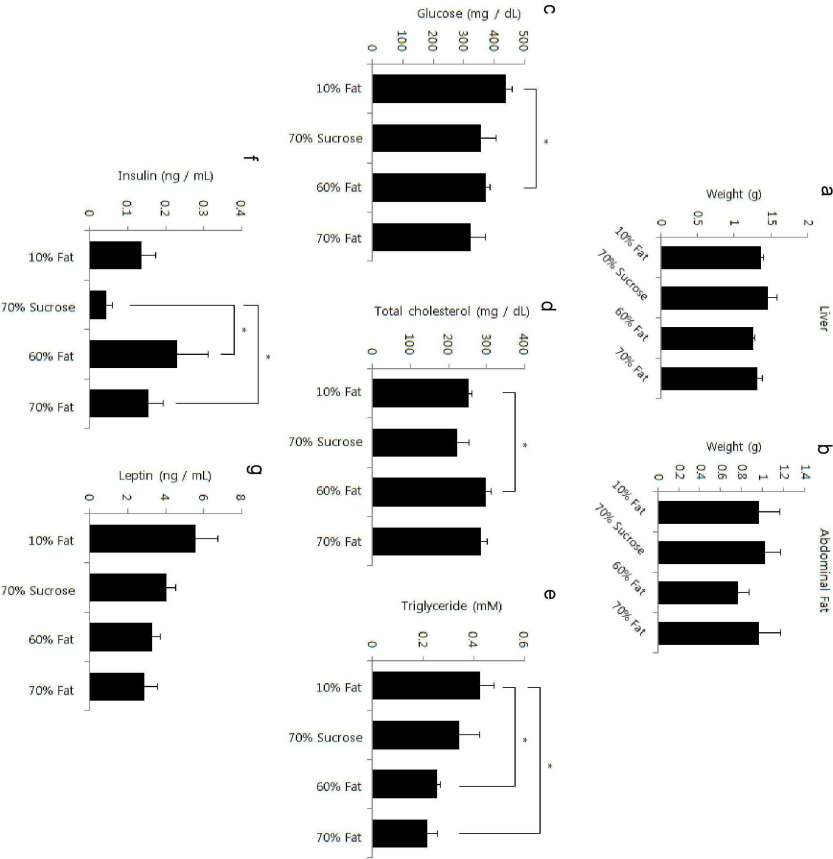 a
Liver
Weight (g)
2
1.5
1
0.5
0
10% Fat
70% Sucrose
60% Fat
70% Fat
b
Abdominal Fat
Weight (g)
1.4
1.2
1
0.8
0.6
0.4
0.2
0
10% Fat
70% Sucrose
60% Fat
70% Fat
c
Glucose (mg / dL)
500
400
300
200
100
0
*
10% Fat
70% Sucrose
60% Fat
70% Fat
d
Total cholesterol (mg / dL)
400
300
200
100
0
*
10% Fat
70% Sucrose
60% Fat
70% Fat
e
Triglyceride (mM)
0.6
0.4
0.2
0
*
*
10% Fat
70% Sucrose
60% Fat
70% Fat
f
Insulin (ng / mL)
0.4
0.3
0.2
0.1
0
*
*
10% Fat
70% Sucrose
60% Fat
70% Fat
g
Leptin (ng / mL)
8
6
4
2
0
10% Fat
70% Sucrose
60% Fat
70% Fat